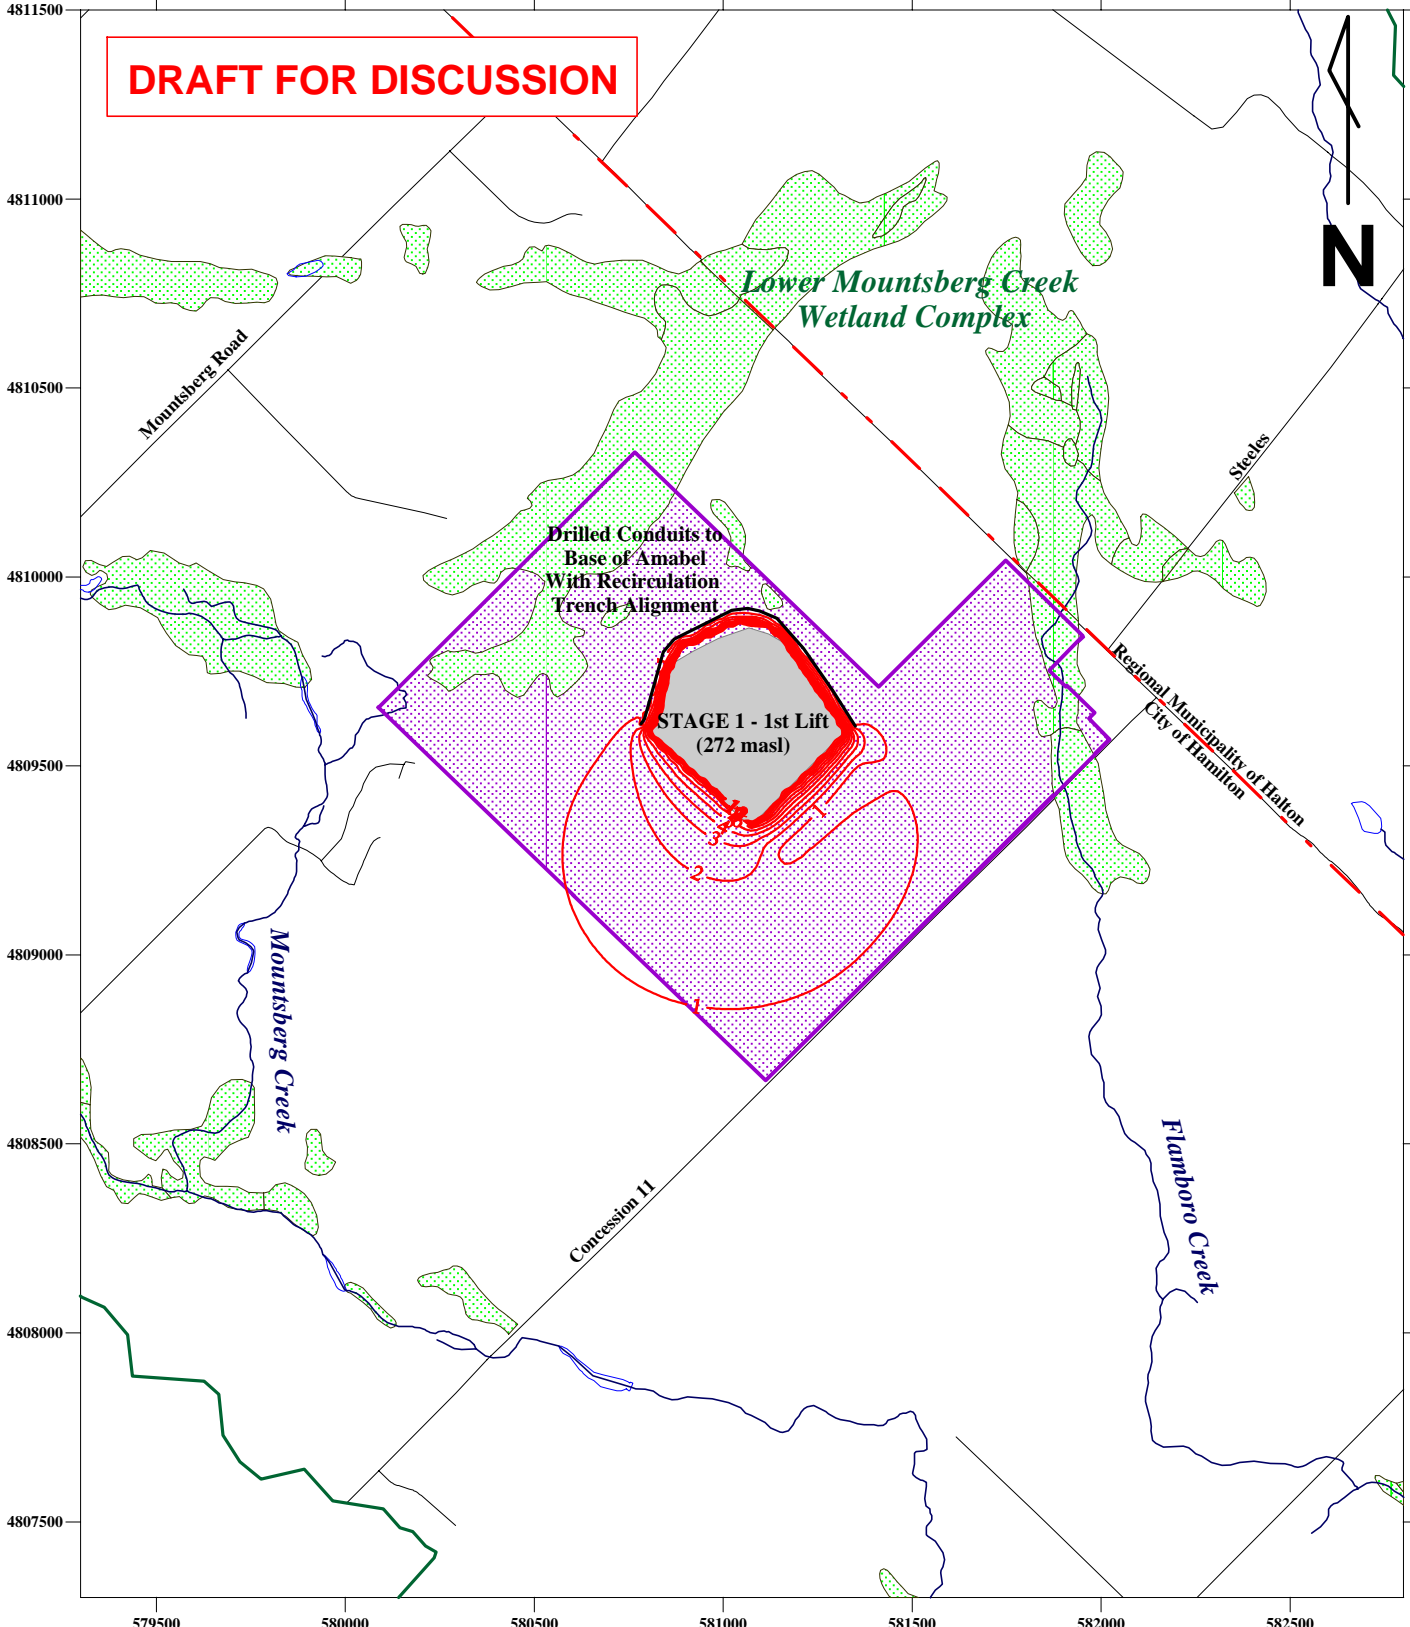 4811500
DRAFT FOR DISCUSSION
4811000
N
Lower Mountsberg Creek
Wetland Complex
Mountsberg Road
4810500
Steeles
Drilled Conduits to
Base of Amabel
With Recirculation
Trench Alignment
4810000
Regional Municipality of Halton
City of Hamilton
STAGE 1 - 1st Lift
(272 masl)
4809500
1
3
2
4809000
1
Mountsberg Creek
4808500
Concession 11
Flamboro Creek
4808000
4807500
579500
580000
580500
581000
581500
582000
582500